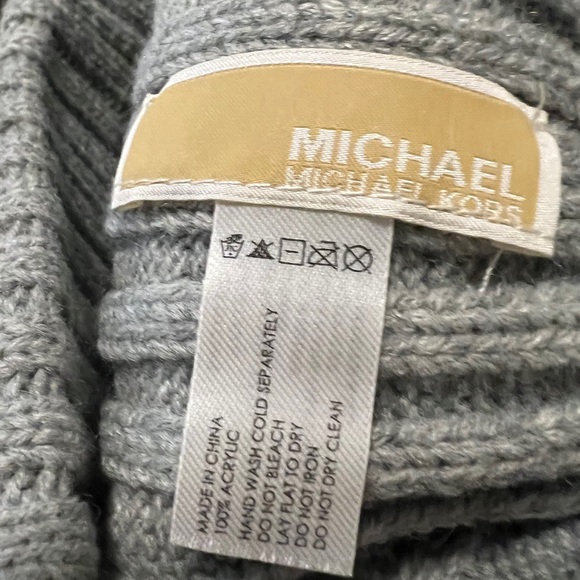 MICHAEL
MICHAEL KORS
MADE IN CHINA
100% ACRYLIC
HAND WASH COLD SEPARATELY
DO NOT BLEACH
LAY FLAT TO DRY
DO NOT IRON
DO NOT DRY CLEAN